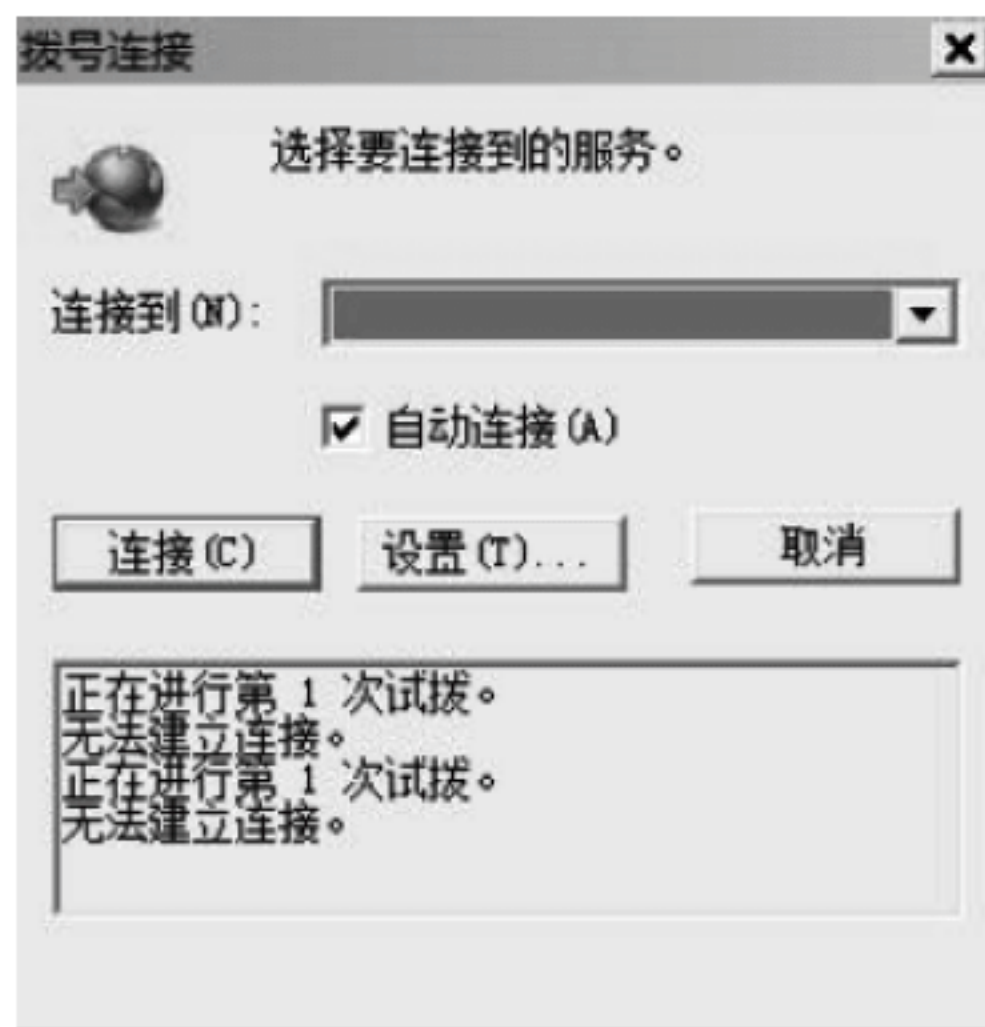 拨号连接
选择要连接到的服务。
连接到(N):
自动连接(A)
连接(C)
设置(T)...
取消
正在进行第 1 次试拨。
无法建立连接。
正在进行第 1 次试拨。
无法建立连接。